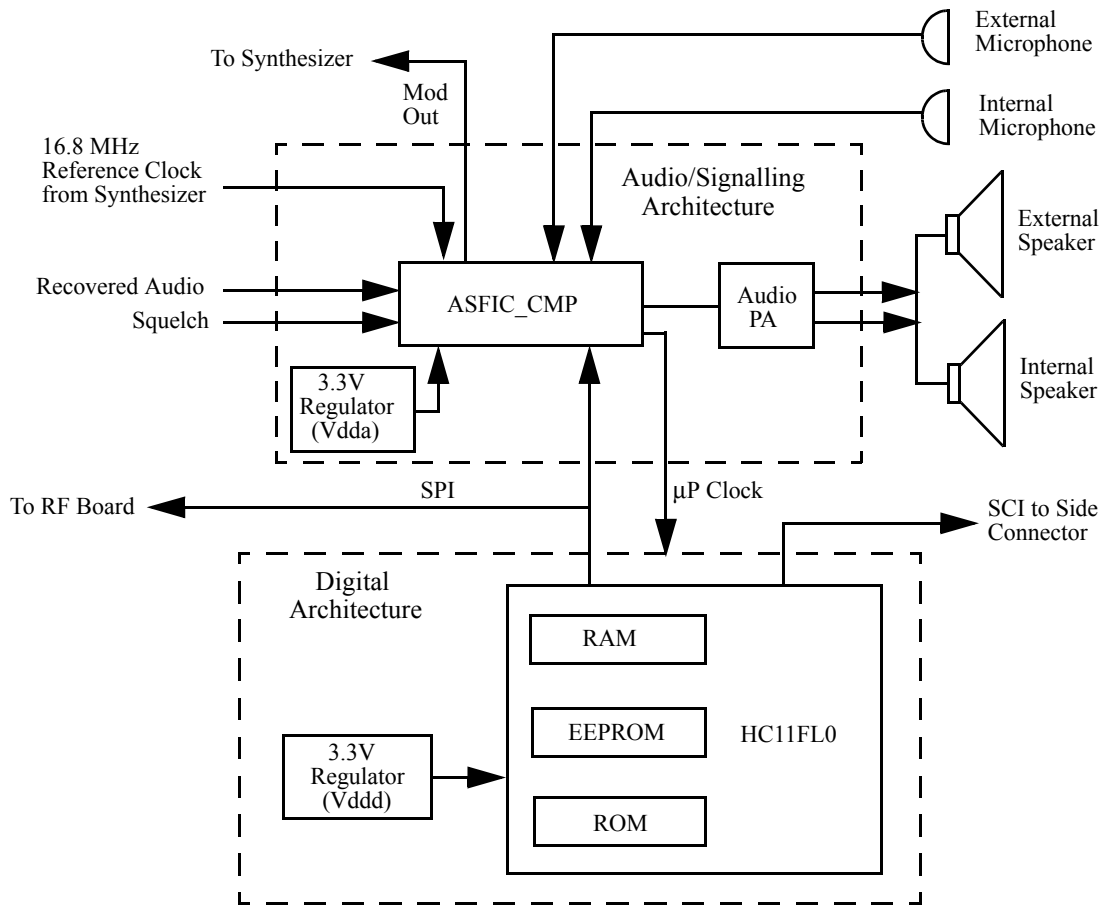 External
Microphone
To Synthesizer
Mod
Out
Internal
Microphone
16.8 MHz
Reference Clock
from Synthesizer
Audio/Signalling
Architecture
External
Speaker
Recovered Audio
Squelch
ASFIC_CMP
Audio
PA
3.3V
Regulator
(Vdda)
Internal
Speaker
To RF Board
SPI
µP Clock
SCI to Side
Connector
Digital
Architecture
RAM
EEPROM
HC11FL0
ROM
3.3V
Regulator
(Vddd)